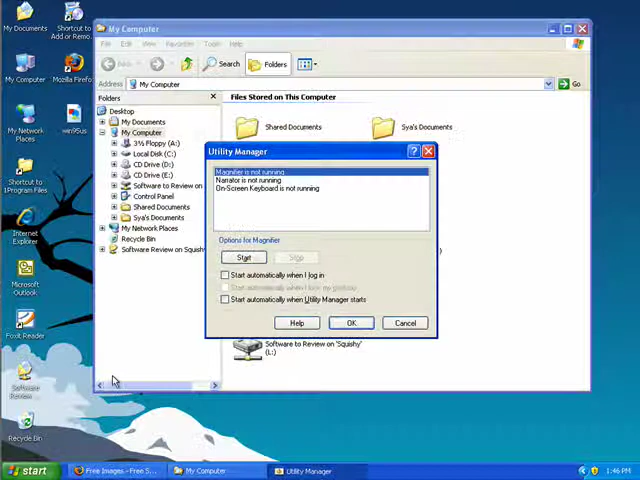 My Documents
Shortcut to
Add or Remo...
My Computer
Mozilla Firefox
My Network
Places
win95us
Shortcut to
1Program Files
Internet
Explorer
Microsoft
Outlook
Foxit Reader
Software
Review
Recycle Bin
My Computer
File Edit View Favorites Tools Help
Back Search Folders
Address My Computer Go
Folders
Desktop
My Documents
My Computer
3½ Floppy (A:)
Local Disk (C:)
CD Drive (D:)
CD Drive (E:)
Software to Review on
Control Panel
Shared Documents
Sya's Documents
My Network Places
Recycle Bin
Software Review on Squishy
Files Stored on This Computer
Shared Documents
Sya's Documents
Software to Review on 'Squishy'
(L:)
Utility Manager
Magnifier is not running
Narrator is not running
On-Screen Keyboard is not running
Options for Magnifier
Start Stop
Start automatically when I log in
Start automatically when I lock my desktop
Start automatically when Utility Manager starts
Help OK Cancel
start
Free Images - Free S...
My Computer
Utility Manager
1:46 PM